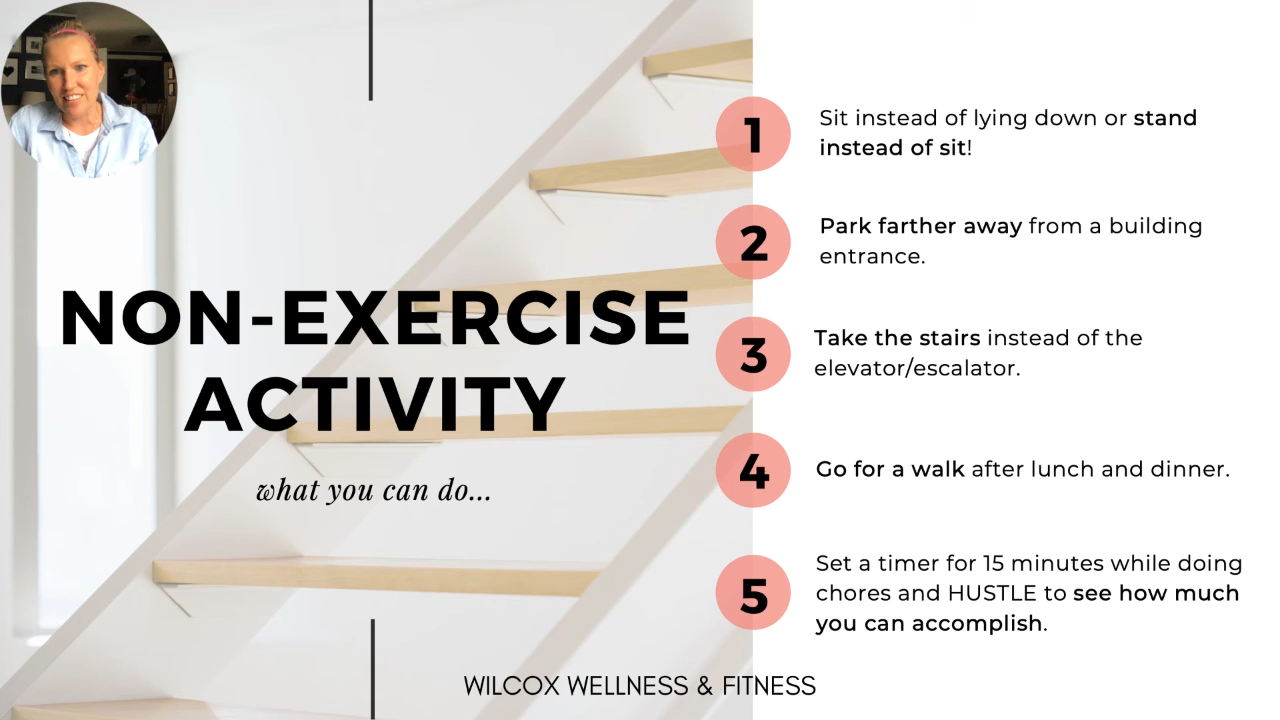 NON-EXERCISE
ACTIVITY
what you can do...
1
Sit instead of lying down or stand
instead of sit!
2
Park farther away from a building
entrance.
3
Take the stairs instead of the
elevator/escalator.
4
Go for a walk after lunch and dinner.
5
Set a timer for 15 minutes while doing
chores and HUSTLE to see how much
you can accomplish.
WILCOX WELLNESS & FITNESS